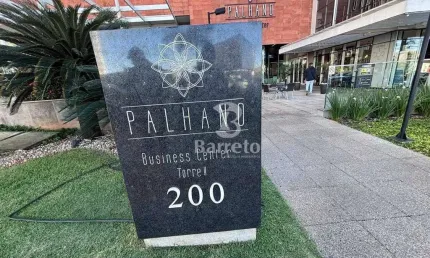 PALHANO
PALHANO
Business Center
Torre II
200
B
Barreto